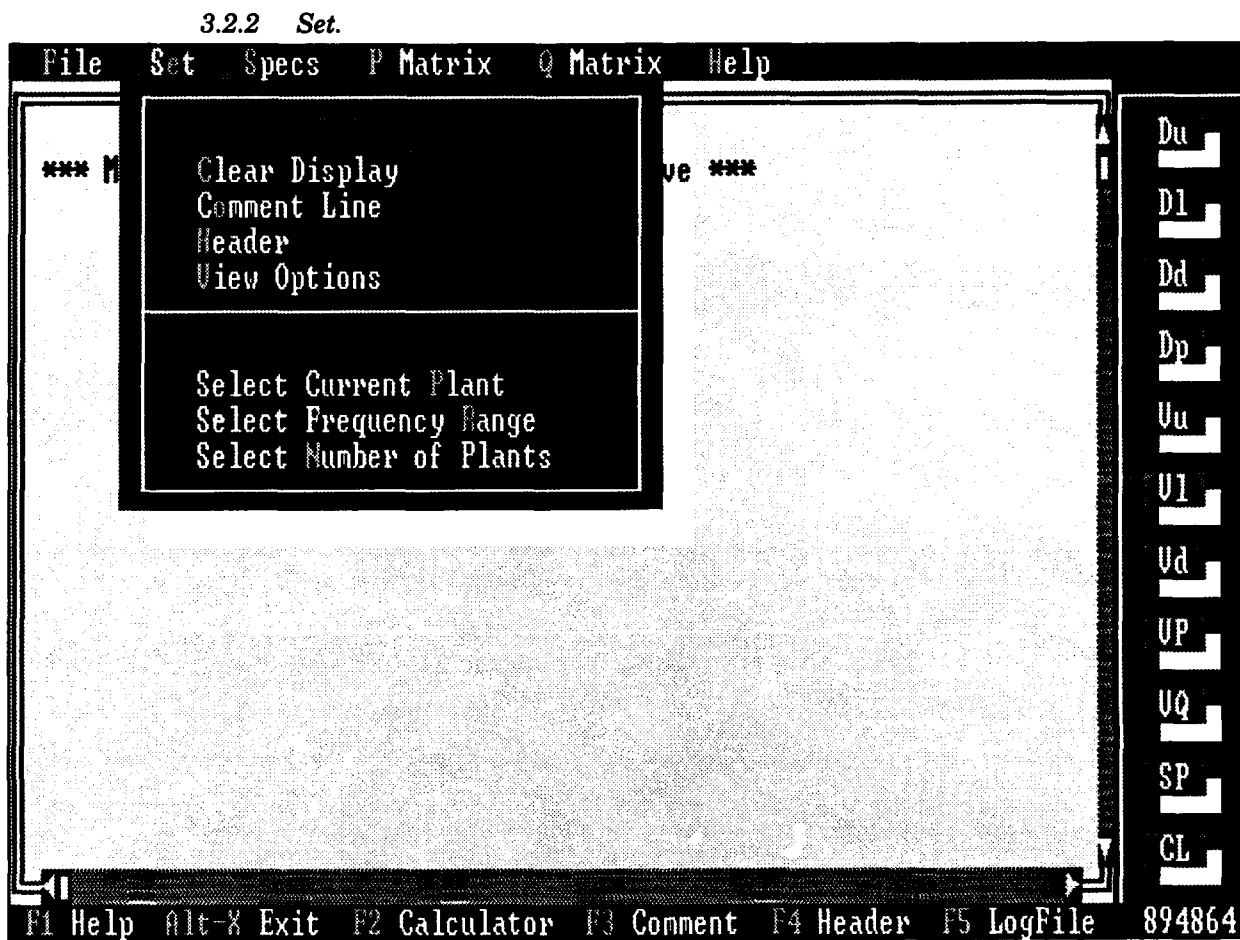 3.2.2 Set.
File Set Specs P Matrix Q Matrix Help
*** M
ve ***
Clear Display
Comment Line
Header
View Options
Select Current Plant
Select Frequency Range
Select Number of Plants
Du
Dl
Dd
Dp
Vu
Vl
Vd
VP
VQ
SP
CL
F1 Help Alt-X Exit F2 Calculator F3 Comment F4 Header F5 LogFile 894864